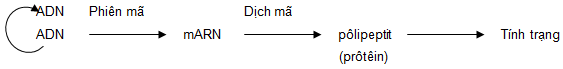 ADN Phiên mã Dịch mã
ADN mARN pôlipeptit Tính trạng
(prôtêin)